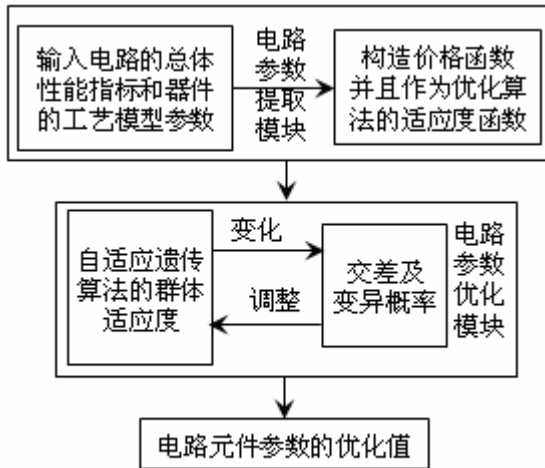 输入电路的总体
性能指标和器件
的工艺模型参数
电路
参数
提取
模块
构造价格函数
并且作为优化算
法的适应度函数
自适应遗传
算法的群体
适应度
变化
调整
交差及
变异概率
电路
参数
优化
模块
电路元件参数的优化值